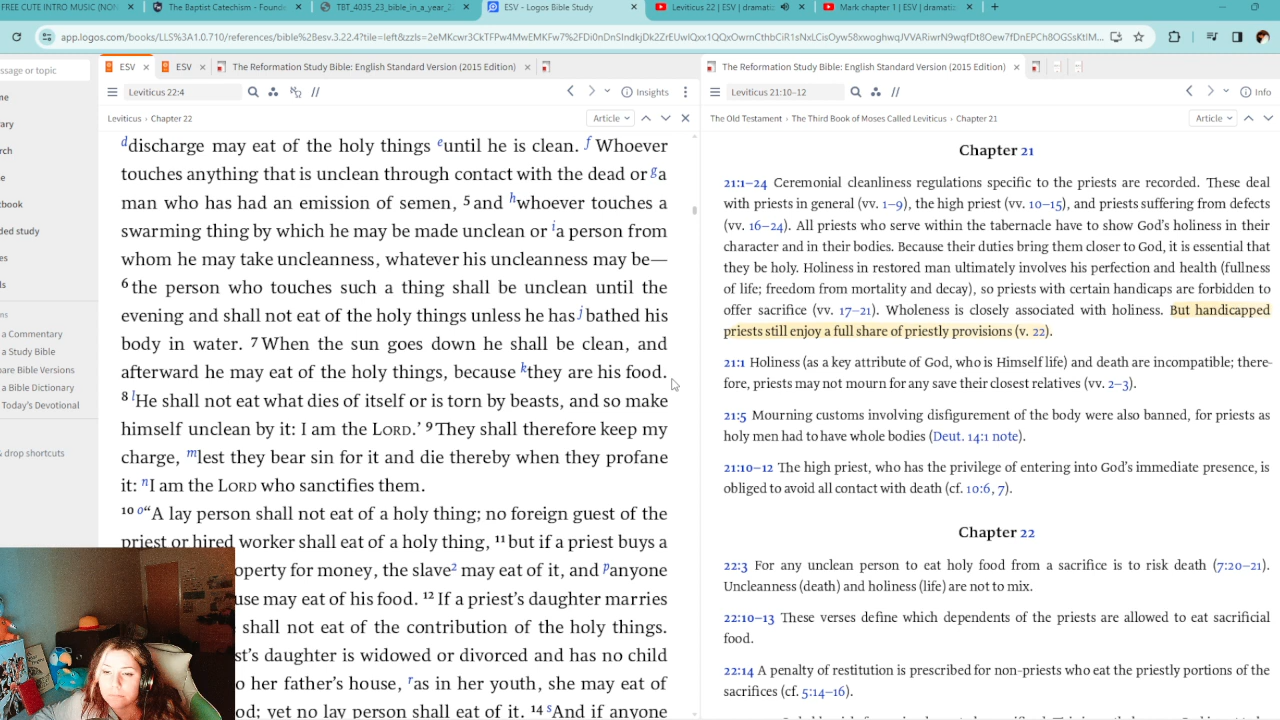 FREE CUTE INTRO MUSIC (NON
The Baptist Catechism - Found
TBT_4035_23_bible_in_a_year_2
ESV - Logos Bible Study
Leviticus 22 | ESV | dramati
Mark chapter 1 | ESV | dramatiz
ssage or topic
ESV
ESV
The Reformation Study Bible: English Standard Version (2015 Edition)
The Reformation Study Bible: English Standard Version (2015 Edition)
Leviticus 22:4
Insights
Leviticus 21:10–12
Info
Leviticus › Chapter 22
Article
The Old Testament › The Third Book of Moses Called Leviticus › Chapter 21
Article
me
rary
rch
e
tbook
ded study
es
ls
ns
a Commentary
a Study Bible
pare Bible Versions
a Bible Dictionary
Today's Devotional
& drop shortcuts
d discharge may eat of the holy things e until he is clean. f Whoever
touches anything that is unclean through contact with the dead or g a
man who has had an emission of semen, 5 and h whoever touches a
swarming thing by which he may be made unclean or i a person from
whom he may take uncleanness, whatever his uncleanness may be—
6 the person who touches such a thing shall be unclean until the
evening and shall not eat of the holy things unless he has j bathed his
body in water. 7 When the sun goes down he shall be clean, and
afterward he may eat of the holy things, because k they are his food.
8 l He shall not eat what dies of itself or is torn by beasts, and so make
himself unclean by it: I am the LORD.’ 9 They shall therefore keep my
charge, m lest they bear sin for it and die thereby when they profane
it: n I am the LORD who sanctifies them.
10 o “A lay person shall not eat of a holy thing; no foreign guest of the
priest or hired worker shall eat of a holy thing, 11 but if a priest buys a
operty for money, the slave 2 may eat of it, and p anyone
use may eat of his food. 12 If a priest’s daughter marries
shall not eat of the contribution of the holy things.
st’s daughter is widowed or divorced and has no child
o her father’s house, r as in her youth, she may eat of
od; yet no lay person shall eat of it. 14 s And if anyone
Chapter 21
21:1–24 Ceremonial cleanliness regulations specific to the priests are recorded. These deal
with priests in general (vv. 1–9), the high priest (vv. 10–15), and priests suffering from defects
(vv. 16–24). All priests who serve within the tabernacle have to show God’s holiness in their
character and in their bodies. Because their duties bring them closer to God, it is essential that
they be holy. Holiness in restored man ultimately involves his perfection and health (fullness
of life; freedom from mortality and decay), so priests with certain handicaps are forbidden to
offer sacrifice (vv. 17–21). Wholeness is closely associated with holiness. But handicapped
priests still enjoy a full share of priestly provisions (v. 22).
21:1 Holiness (as a key attribute of God, who is Himself life) and death are incompatible; there-
fore, priests may not mourn for any save their closest relatives (vv. 2–3).
21:5 Mourning customs involving disfigurement of the body were also banned, for priests as
holy men had to have whole bodies (Deut. 14:1 note).
21:10–12 The high priest, who has the privilege of entering into God’s immediate presence, is
obliged to avoid all contact with death (cf. 10:6, 7).
Chapter 22
22:3 For any unclean person to eat holy food from a sacrifice is to risk death (7:20–21).
Uncleanness (death) and holiness (life) are not to mix.
22:10–13 These verses define which dependents of the priests are allowed to eat sacrificial
food.
22:14 A penalty of restitution is prescribed for non-priests who eat the priestly portions of the
sacrifices (cf. 5:14–16).